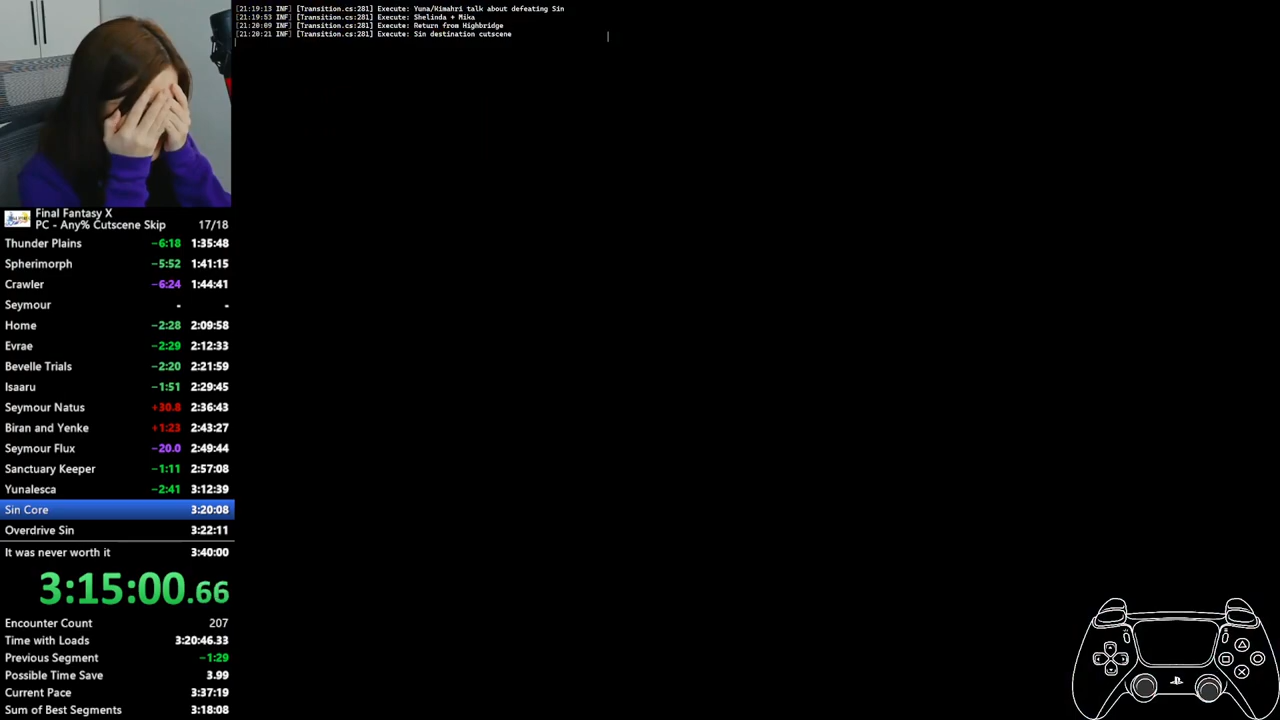 [21:19:13 INF] [Transition.cs:281] Execute: Yuna/Kimahri talk about defeating Sin
[21:19:53 INF] [Transition.cs:281] Execute: Shelinda + Mika
[21:20:09 INF] [Transition.cs:281] Execute: Return from Highbridge
[21:20:21 INF] [Transition.cs:281] Execute: Sin destination cutscene
Final Fantasy X
PC - Any% Cutscene Skip 17/18
Thunder Plains −6:18 1:35:48
Spherimorph −5:52 1:41:15
Crawler −6:24 1:44:41
Seymour - -
Home −2:28 2:09:58
Evrae −2:29 2:12:33
Bevelle Trials −2:20 2:21:59
Isaaru −1:51 2:29:45
Seymour Natus +30.8 2:36:43
Biran and Yenke +1:23 2:43:27
Seymour Flux −20.0 2:49:44
Sanctuary Keeper −1:11 2:57:08
Yunalesca −2:41 3:12:39
Sin Core 3:20:08
Overdrive Sin 3:22:11
It was never worth it 3:40:00
3:15:00.66
Encounter Count 207
Time with Loads 3:20:46.33
Previous Segment −1:29
Possible Time Save 3.99
Current Pace 3:37:19
Sum of Best Segments 3:18:08